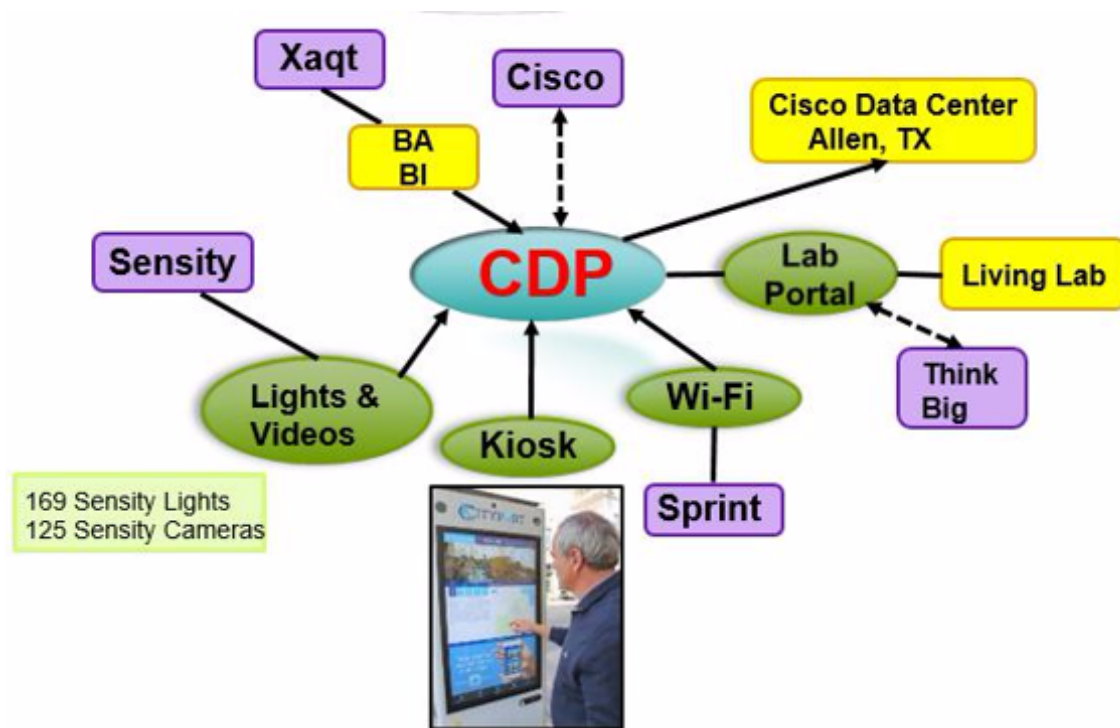 Xaqt
Cisco
Cisco Data Center
Allen, TX
BA
BI
Sensity
CDP
Lab
Portal
Living Lab
Lights &
Videos
Wi-Fi
Think
Big
Kiosk
169 Sensity Lights
125 Sensity Cameras
Sprint